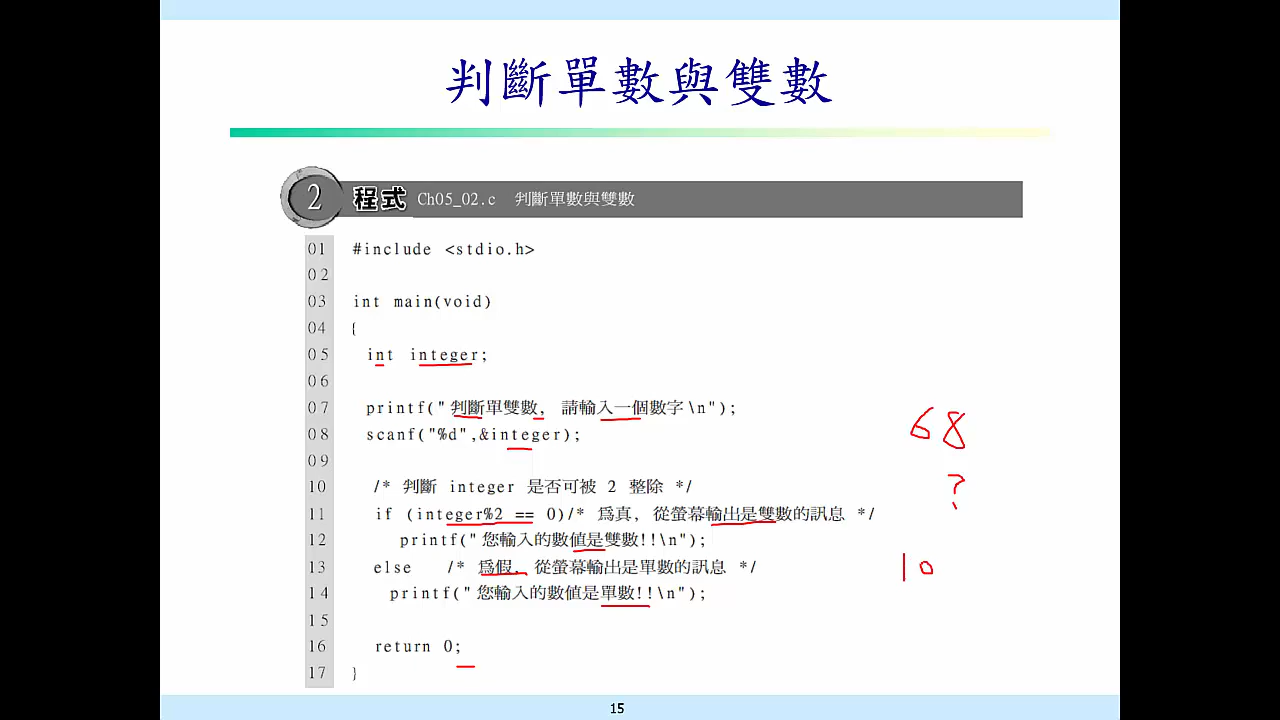 判斷單數與雙數
2 程式 Ch05_02.c 判斷單數與雙數
01 #include <stdio.h>
02
03 int main(void)
04 {
05 int integer;
06
07 printf("判斷單雙數, 請輸入一個數字\n");
08 scanf("%d",&integer);
09
10 /* 判斷 integer 是否可被 2 整除 */
11 if (integer%2 == 0)/* 為真, 從螢幕輸出是雙數的訊息 */
12 printf("您輸入的數值是雙數!!\n");
13 else /* 為假, 從螢幕輸出是單數的訊息 */
14 printf("您輸入的數值是單數!!\n");
15
16 return 0;
17 }
68
?
10
15